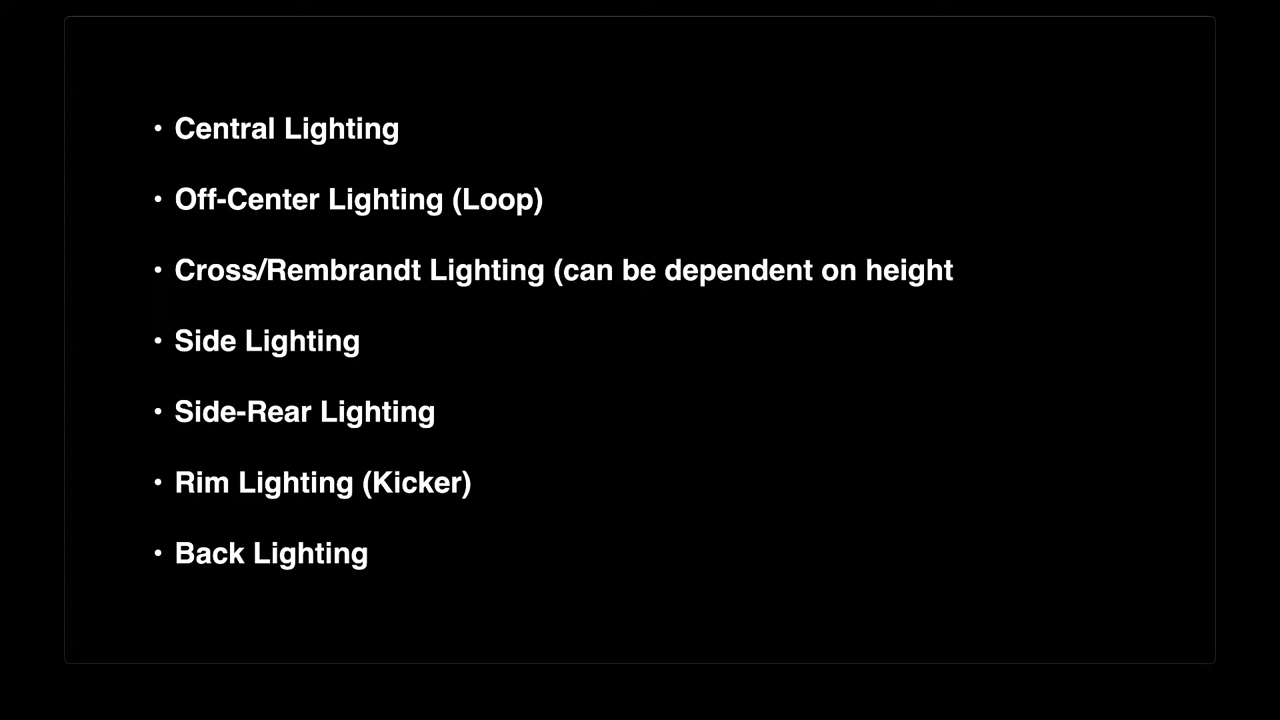 • Central Lighting
• Off-Center Lighting (Loop)
• Cross/Rembrandt Lighting (can be dependent on height
• Side Lighting
• Side-Rear Lighting
• Rim Lighting (Kicker)
• Back Lighting